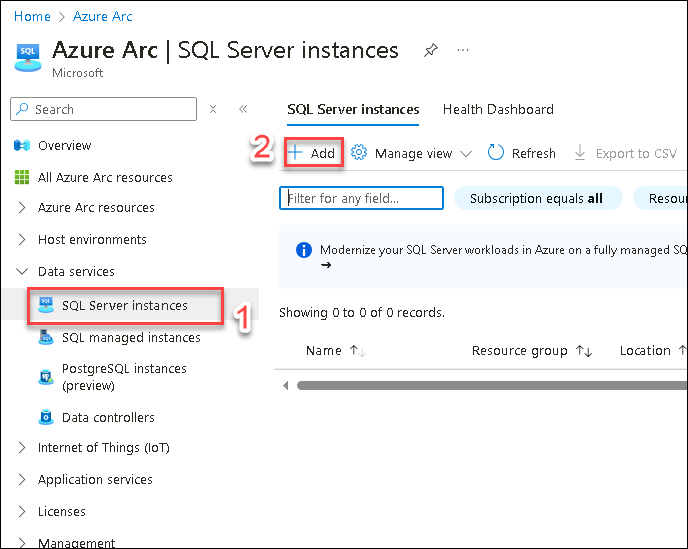 Home > Azure Arc
Azure Arc | SQL Server instances
Microsoft
Search
SQL Server instances
Health Dashboard
Overview
All Azure Arc resources
Azure Arc resources
Host environments
Data services
SQL Server instances
1
SQL managed instances
PostgreSQL instances
(preview)
Data controllers
Internet of Things (IoT)
Application services
Licenses
Management
2
Add
Manage view
Refresh
Export to CSV
Filter for any field...
Subscription equals all
Resour
Modernize your SQL Server workloads in Azure on a fully managed SQ
Showing 0 to 0 of 0 records.
Name
Resource group
Location